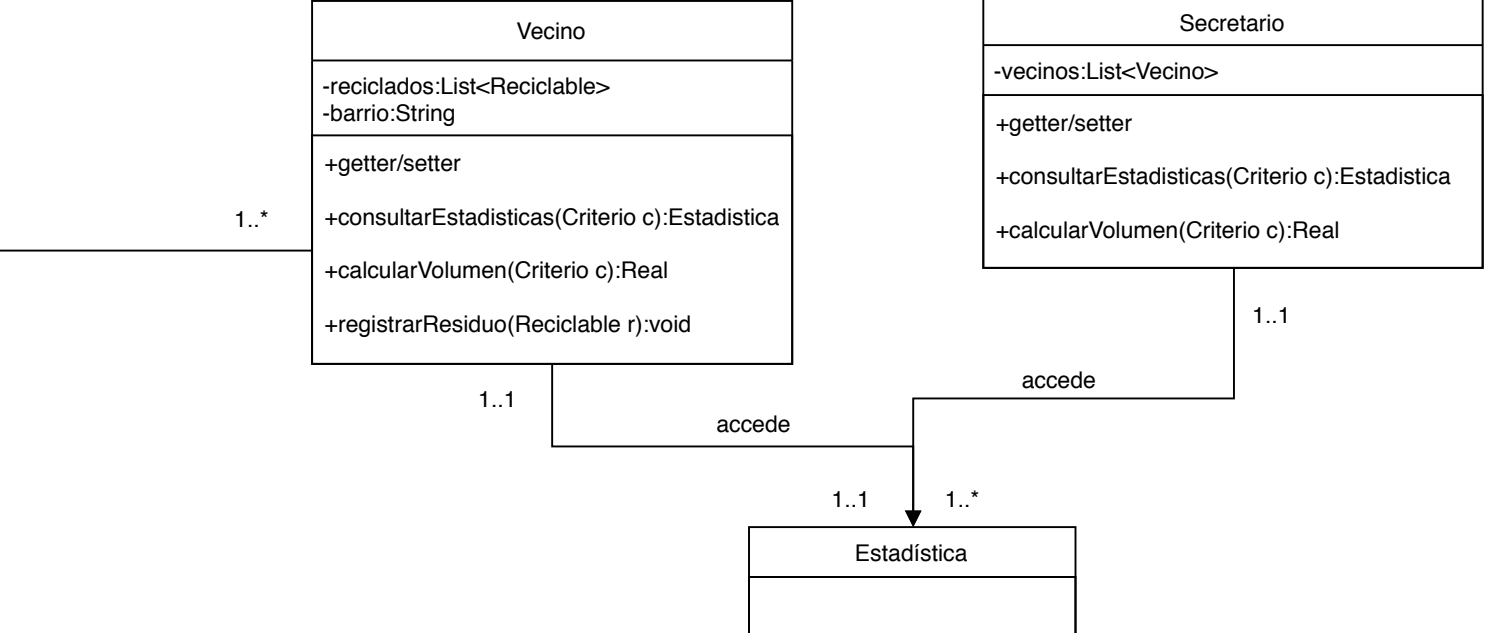 Vecino
-reciclados:List<Reciclable>
-barrio:String
+getter/setter
+consultarEstadisticas(Criterio c):Estadistica
+calcularVolumen(Criterio c):Real
+registrarResiduo(Reciclable r):void
Secretario
-vecinos:List<Vecino>
+getter/setter
+consultarEstadisticas(Criterio c):Estadistica
+calcularVolumen(Criterio c):Real
1..*
1..1
1..1
accede
accede
1..1
1..*
Estadística